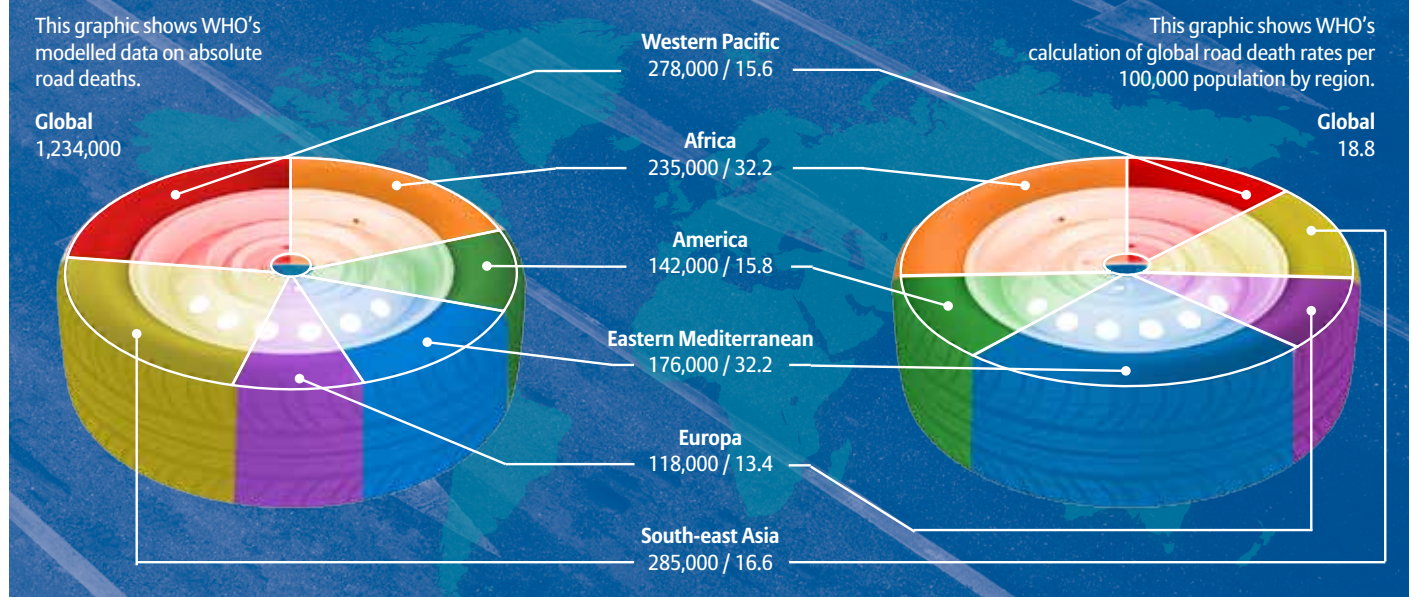 This graphic shows WHO's
modelled data on absolute
road deaths.
Global
1,234,000
Western Pacific
278,000 / 15.6
Africa
235,000 / 32.2
America
142,000 / 15.8
Eastern Mediterranean
176,000 / 32.2
Europa
118,000 / 13.4
South-east Asia
285,000 / 16.6
This graphic shows WHO's
calculation of global road death rates per
100,000 population by region.
Global
18.8